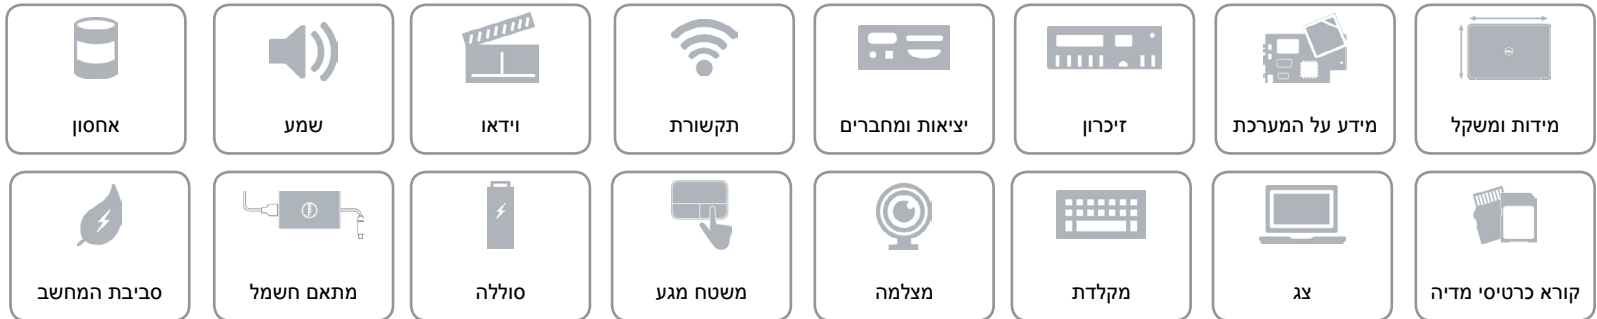 מידות ומשקל
מידע על המערכת
זיכרון
יציאות ומחברים
תקשורת
וידאו
שמע
אחסון
קורא כרטיסי מדיה
צג
מקלדת
מצלמה
משטח מגע
סוללה
מתאם חשמל
סביבת המחשב